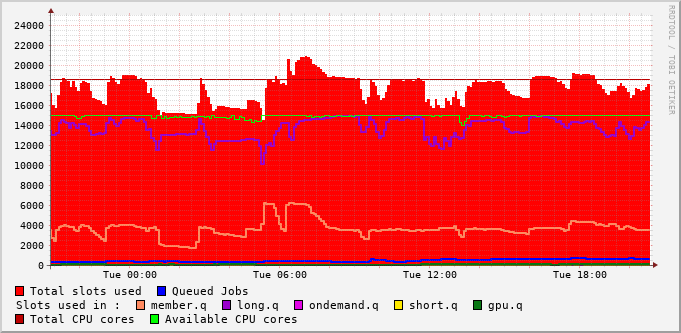 RRDTOOL / TOBI OETIKER
24000
22000
20000
18000
16000
14000
12000
10000
8000
6000
4000
2000
0
Tue 00:00 Tue 06:00 Tue 12:00 Tue 18:00
Total slots used Queued Jobs
Slots used in : member.q long.q ondemand.q short.q gpu.q
Total CPU cores Available CPU cores